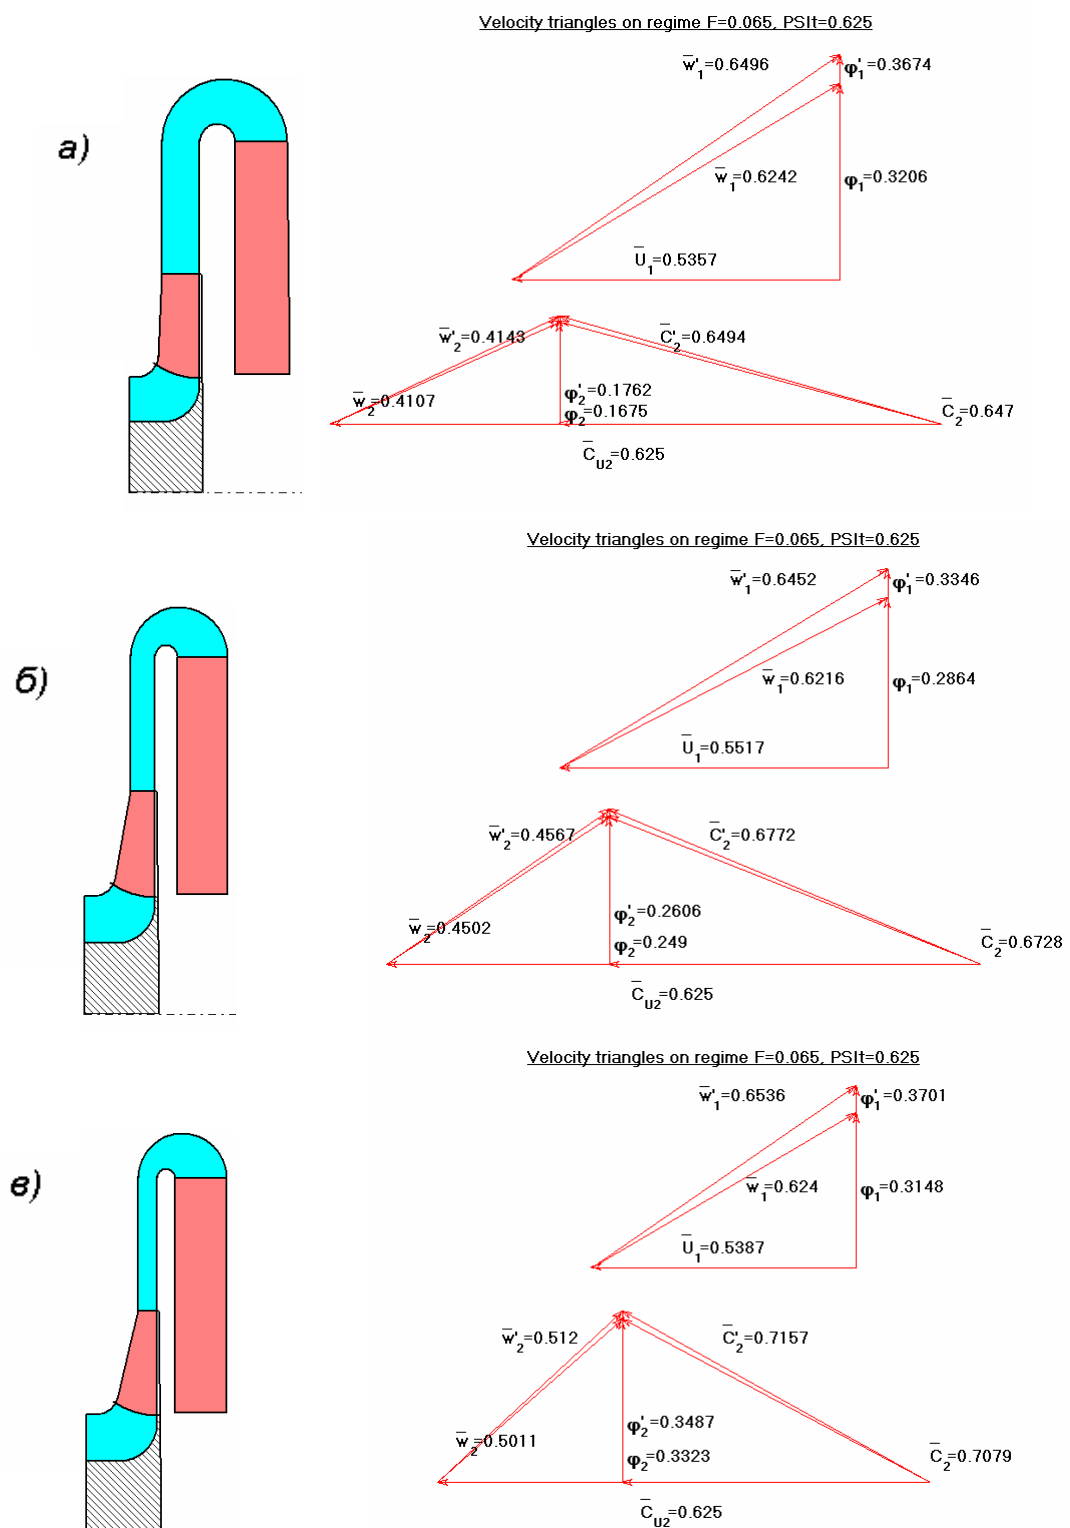 Velocity triangles on regime F=0.065, PSIt=0.625
w̅'₁=0.6496
φ'₁=0.3674
а)
w̅₁=0.6242
φ₁=0.3206
U̅₁=0.5357
w̅'₂=0.4143
C̅'₂=0.6494
φ'₂=0.1762
w̅₂=0.4107
φ₂=0.1675
C̅₂=0.647
C̅ᵤ₂=0.625
Velocity triangles on regime F=0.065, PSIt=0.625
w̅'₁=0.6452
φ'₁=0.3346
б)
w̅₁=0.6216
φ₁=0.2864
U̅₁=0.5517
w̅'₂=0.4567
C̅'₂=0.6772
φ'₂=0.2606
w̅₂=0.4502
φ₂=0.249
C̅₂=0.6728
C̅ᵤ₂=0.625
Velocity triangles on regime F=0.065, PSIt=0.625
w̅'₁=0.6536
φ'₁=0.3701
в)
w̅₁=0.624
φ₁=0.3148
U̅₁=0.5387
w̅'₂=0.512
C̅'₂=0.7157
φ'₂=0.3487
w̅₂=0.5011
φ₂=0.3323
C̅₂=0.7079
C̅ᵤ₂=0.625